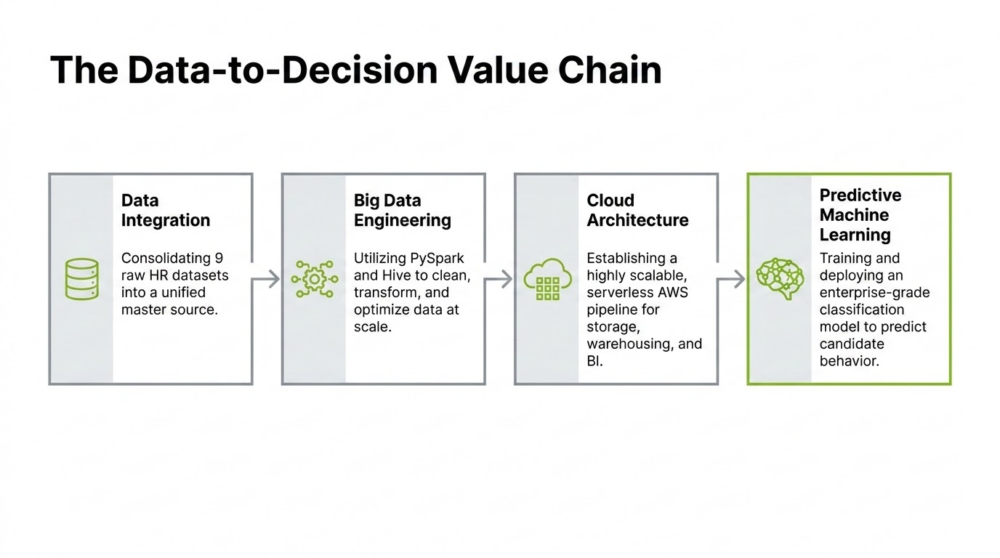 The Data-to-Decision Value Chain
Data
Integration
Consolidating 9
raw HR datasets
into a unified
master source.
Big Data
Engineering
Utilizing PySpark
and Hive to clean,
transform, and
optimize data at
scale.
Cloud
Architecture
Establishing a
highly scalable,
serverless AWS
pipeline for
storage,
warehousing, and
BI.
Predictive
Machine
Learning
Training and
deploying an
enterprise-grade
classification
model to predict
candidate
behavior.